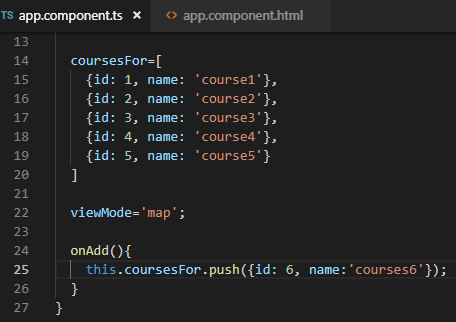 TS app.component.ts <> app.component.html
13
14 coursesFor=[
15 {id: 1, name: 'course1'},
16 {id: 2, name: 'course2'},
17 {id: 3, name: 'course3'},
18 {id: 4, name: 'course4'},
19 {id: 5, name: 'course5'}
20 ]
21
22 viewMode='map';
23
24 onAdd(){
25 this.coursesFor.push({id: 6, name:'courses6'});
26 }
27 }